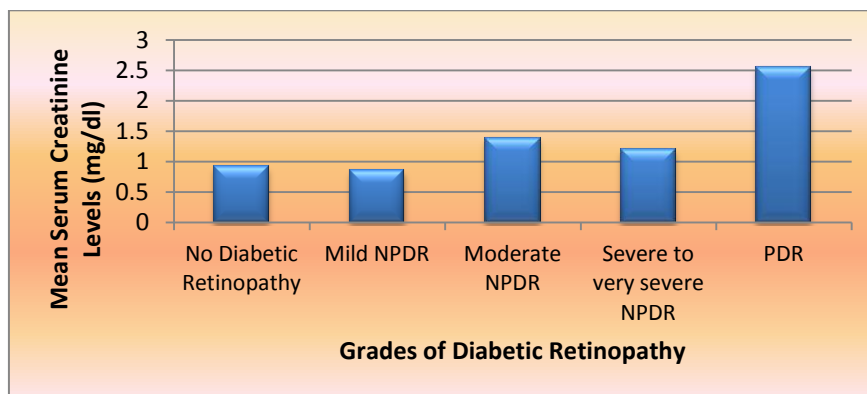 Mean Serum Creatinine
Levels (mg/dl)
3
2.5
2
1.5
1
0.5
0
No Diabetic
Retinopathy
Mild NPDR
Moderate
NPDR
Severe to
very severe
NPDR
PDR
Grades of Diabetic Retinopathy